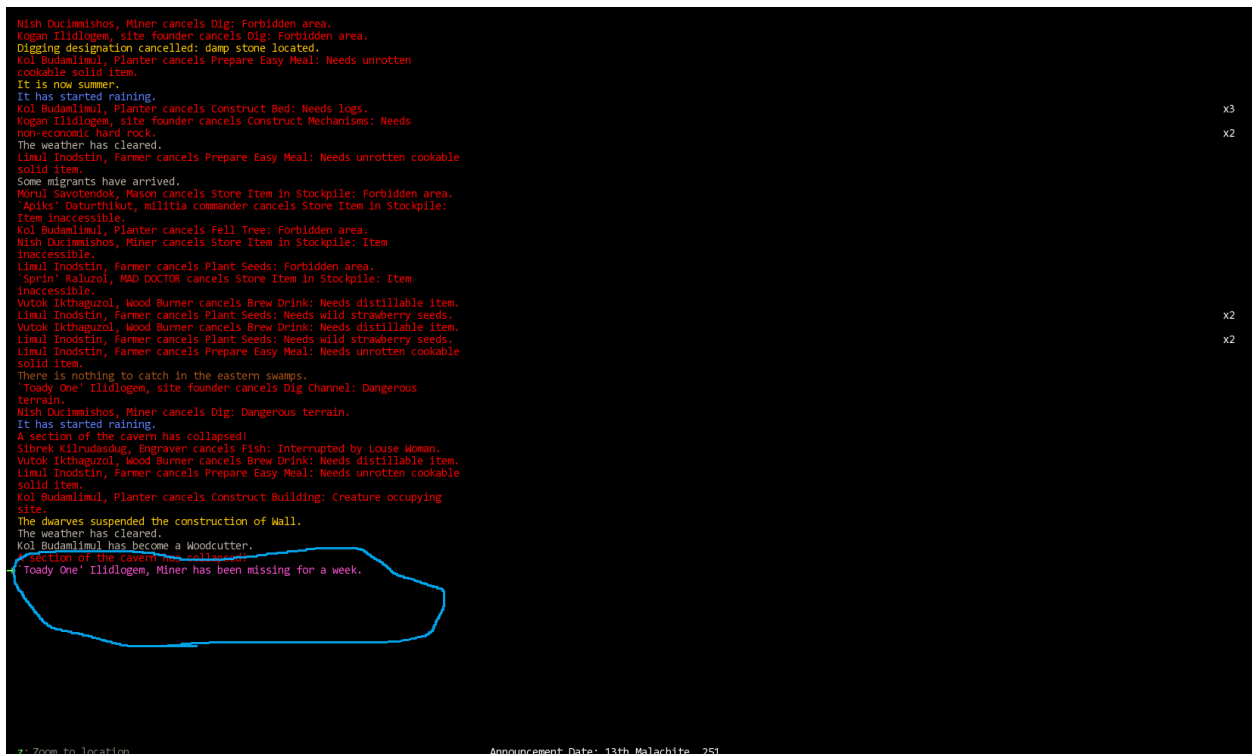 Nish Ducimmishos, Miner cancels Dig: Forbidden area.
Kogan Ilidlogem, site founder cancels Dig: Forbidden area.
Digging designation cancelled: damp stone located.
Kol Budamlimul, Planter cancels Prepare Easy Meal: Needs unrotten
cookable solid item.
It is now summer.
It has started raining.
Kol Budamlimul, Planter cancels Construct Bed: Needs logs. x3
Kogan Ilidlogem, site founder cancels Construct Mechanisms: Needs
non-economic hard rock. x2
The weather has cleared.
Limul Inodstin, Farmer cancels Prepare Easy Meal: Needs unrotten cookable
solid item.
Some migrants have arrived.
Morul Savotendok, Mason cancels Store Item in Stockpile: Forbidden area.
`Apiks' Daturthikut, militia commander cancels Store Item in Stockpile:
Item inaccessible.
Kol Budamlimul, Planter cancels Fell Tree: Forbidden area.
Nish Ducimmishos, Miner cancels Store Item in Stockpile: Item
inaccessible.
Limul Inodstin, Farmer cancels Plant Seeds: Forbidden area.
`Sprin' Raluzol, MAD DOCTOR cancels Store Item in Stockpile: Item
inaccessible.
Vutok Ikthaguzol, Wood Burner cancels Brew Drink: Needs distillable item.
Limul Inodstin, Farmer cancels Plant Seeds: Needs wild strawberry seeds. x2
Vutok Ikthaguzol, Wood Burner cancels Brew Drink: Needs distillable item.
Limul Inodstin, Farmer cancels Plant Seeds: Needs wild strawberry seeds. x2
Limul Inodstin, Farmer cancels Prepare Easy Meal: Needs unrotten cookable
solid item.
There is nothing to catch in the eastern swamps.
`Toady One' Ilidlogem, site founder cancels Dig Channel: Dangerous
terrain.
Nish Ducimmishos, Miner cancels Dig: Dangerous terrain.
It has started raining.
A section of the cavern has collapsed!
Sibrek Kilrudasdug, Engraver cancels Fish: Interrupted by Louse Woman.
Vutok Ikthaguzol, Wood Burner cancels Brew Drink: Needs distillable item.
Limul Inodstin, Farmer cancels Prepare Easy Meal: Needs unrotten cookable
solid item.
Kol Budamlimul, Planter cancels Construct Building: Creature occupying
site.
The dwarves suspended the construction of Wall.
The weather has cleared.
Kol Budamlimul has become a Woodcutter.
A section of the cavern has collapsed!
`Toady One' Ilidlogem, Miner has been missing for a week.
z: Zoom to location Announcement Date: 13th Malachite, 251